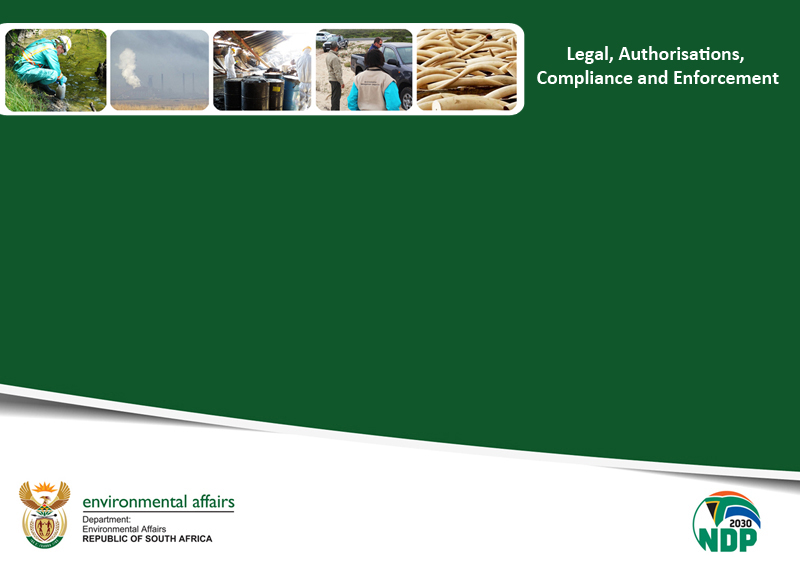 Legal, Authorisations,
Compliance and Enforcement
environmental affairs
Department:
Environmental Affairs
REPUBLIC OF SOUTH AFRICA
2030
NDP